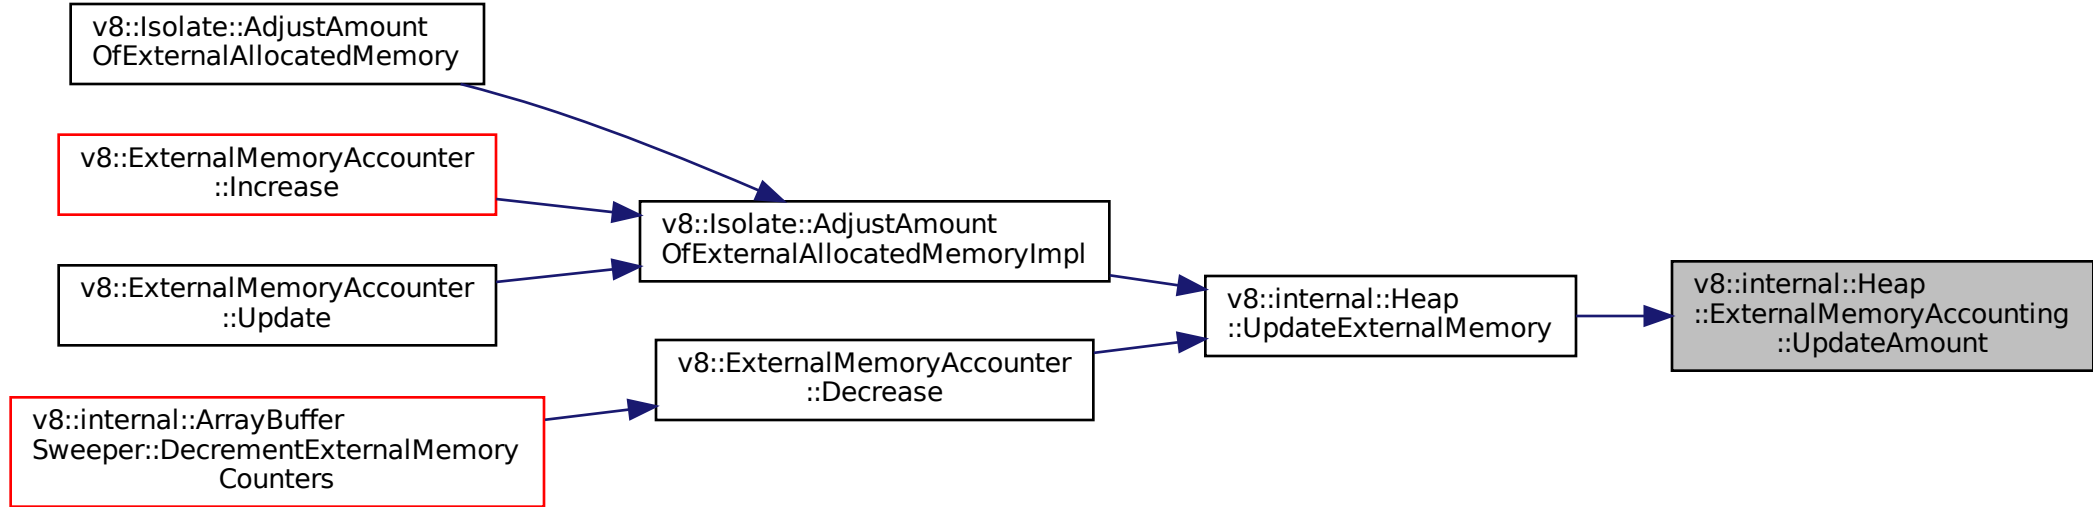 v8::Isolate::AdjustAmount
OfExternalAllocatedMemory
v8::ExternalMemoryAccounter
::Increase
v8::ExternalMemoryAccounter
::Update
v8::internal::ArrayBuffer
Sweeper::DecrementExternalMemory
Counters
v8::Isolate::AdjustAmount
OfExternalAllocatedMemoryImpl
v8::ExternalMemoryAccounter
::Decrease
v8::internal::Heap
::UpdateExternalMemory
v8::internal::Heap
::ExternalMemoryAccounting
::UpdateAmount